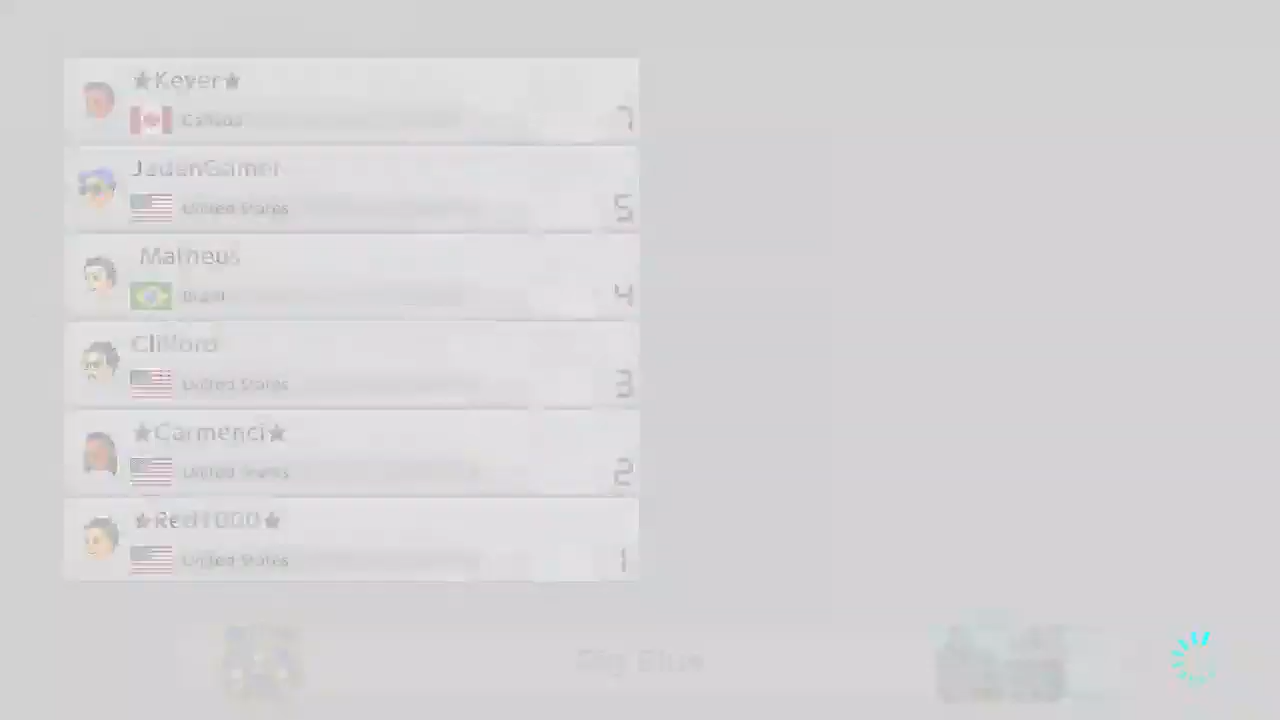 ★Kever★
Canada
7
JadenGamer
United States
5
Matheus
Brazil
4
Clifford
United States
3
★Carmenci★
United States
2
★Red1000★
United States
1
Big Blue